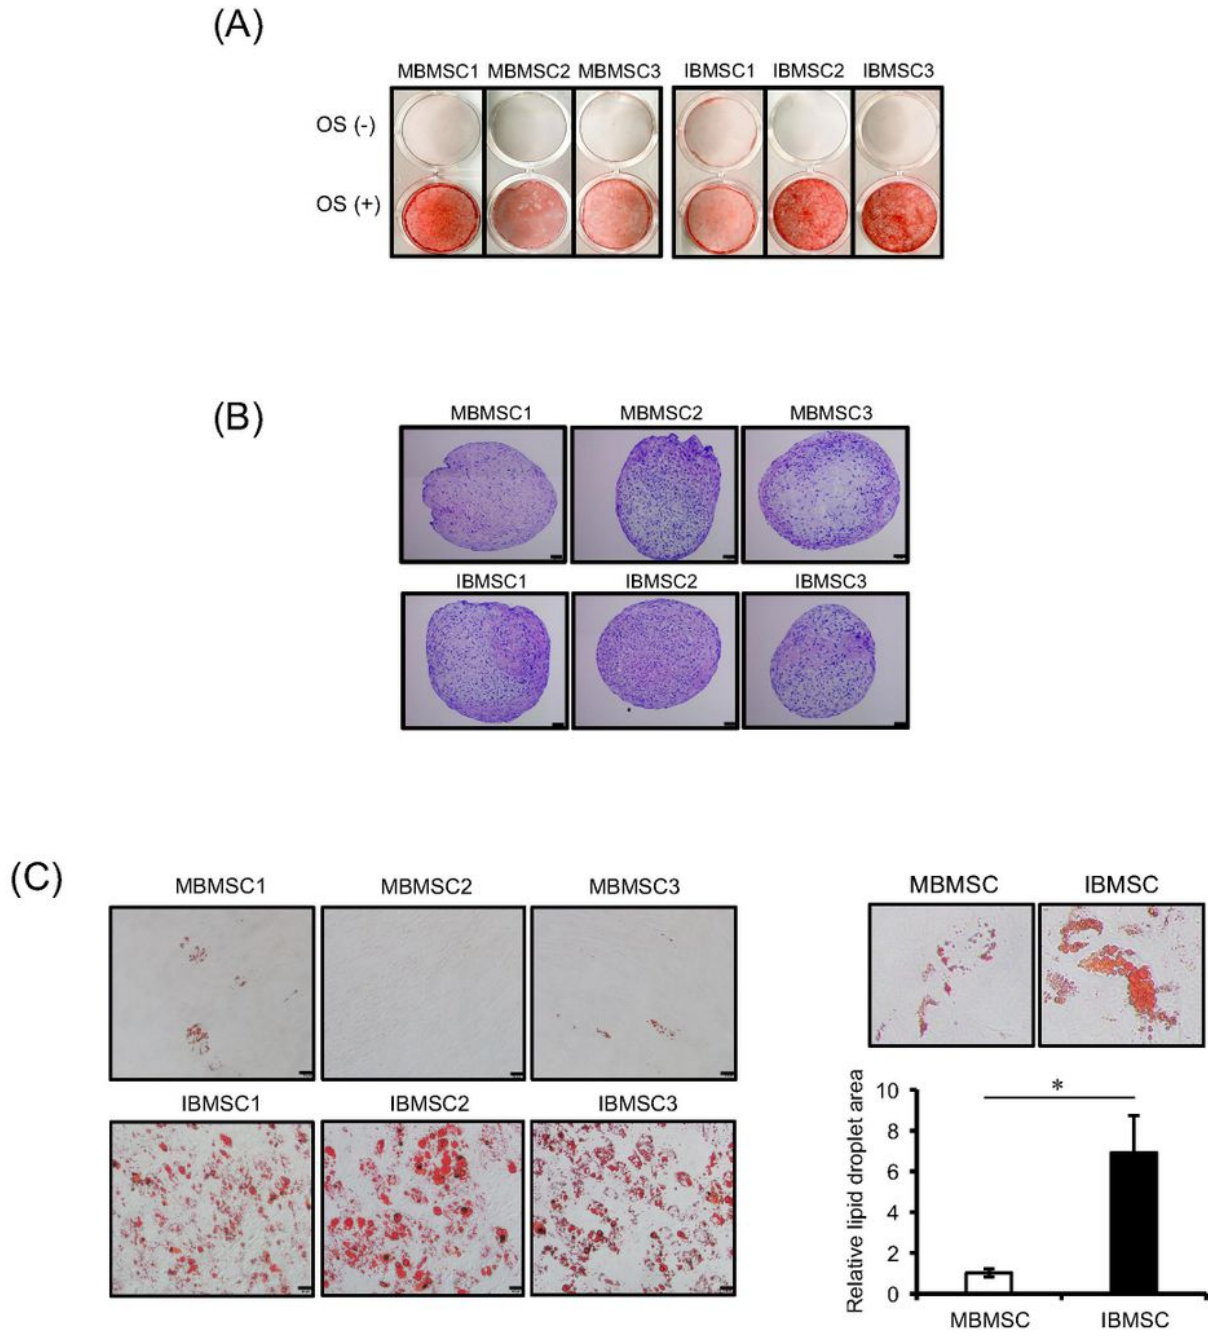 (A)
MBMSC1 MBMSC2 MBMSC3 IBMSC1 IBMSC2 IBMSC3
OS (-)
OS (+)
(B)
MBMSC1 MBMSC2 MBMSC3
IBMSC1 IBMSC2 IBMSC3
(C)
MBMSC1 MBMSC2 MBMSC3
IBMSC1 IBMSC2 IBMSC3
MBMSC IBMSC
Relative lipid droplet area
10
8
6
4
2
0
*
MBMSC IBMSC